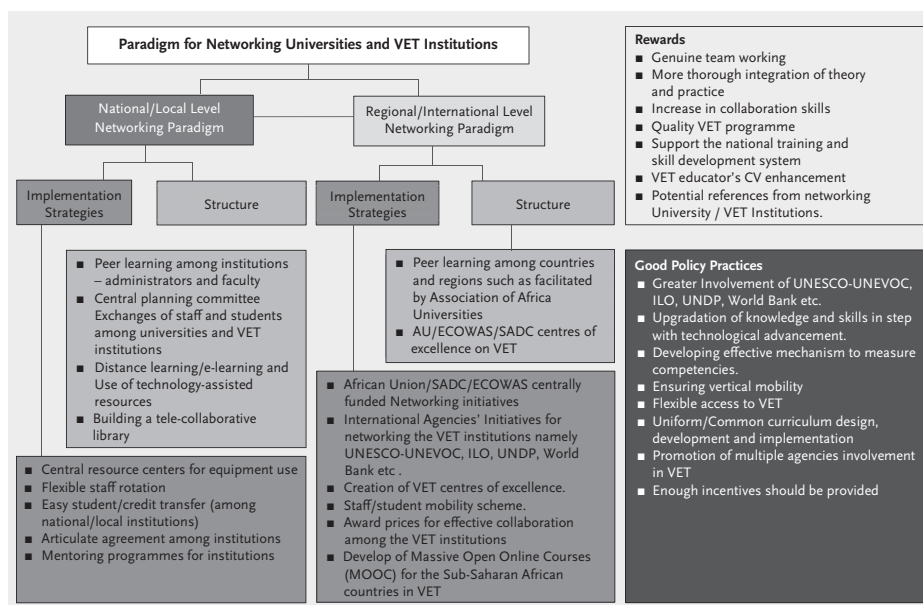 Paradigm for Networking Universities and VET Institutions
National/Local Level
Networking Paradigm
Regional/International Level
Networking Paradigm
Implementation
Strategies
Structure
Implementation
Strategies
Structure
■ Peer learning among institutions
– administrators and faculty
■ Central planning committee
Exchanges of staff and students
among universities and VET
institutions
■ Distance learning/e-learning and
Use of technology-assisted
resources
■ Building a tele-collaborative
library
■ Peer learning among countries
and regions such as facilitated
by Association of Africa
Universities
■ AU/ECOWAS/SADC centres of
excellence on VET
■ Central resource centers for equipment use
■ Flexible staff rotation
■ Easy student/credit transfer (among
national/local institutions)
■ Articulate agreement among institutions
■ Mentoring programmes for institutions
■ African Union/SADC/ECOWAS centrally
funded Networking initiatives
■ International Agencies' Initiatives for
networking the VET institutions namely
UNESCO-UNEVOC, ILO, UNDP, World
Bank etc .
■ Creation of VET centres of excellence.
■ Staff/student mobility scheme.
■ Award prices for effective collaboration
among the VET institutions
■ Develop of Massive Open Online Courses
(MOOC) for the Sub-Saharan African
countries in VET
Rewards
■ Genuine team working
■ More thorough integration of theory
and practice
■ Increase in collaboration skills
■ Quality VET programme
■ Support the national training and
skill development system
■ VET educator's CV enhancement
■ Potential references from networking
University / VET Institutions.
Good Policy Practices
■ Greater Involvement of UNESCO-UNEVOC,
ILO, UNDP, World Bank etc.
■ Upgradation of knowledge and skills in step
with technological advancement.
■ Developing effective mechanism to measure
competencies.
■ Ensuring vertical mobility
■ Flexible access to VET
■ Uniform/Common curriculum design,
development and implementation
■ Promotion of multiple agencies involvement
in VET
■ Enough incentives should be provided